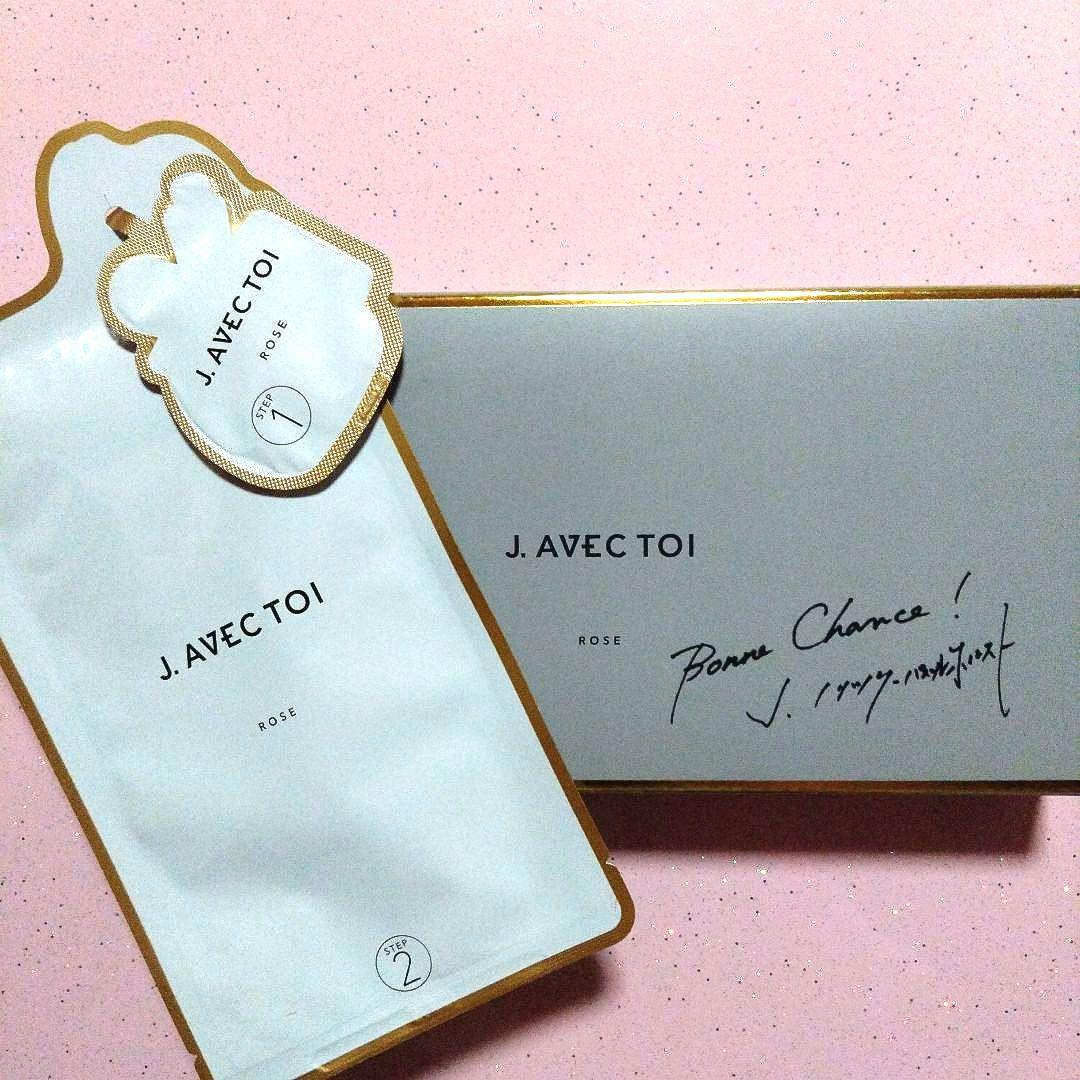 J. AVEC TOI
ROSE
STEP
1
J. AVEC TOI
ROSE
STEP
2
J. AVEC TOI
ROSE
Bonne Chance !
J.